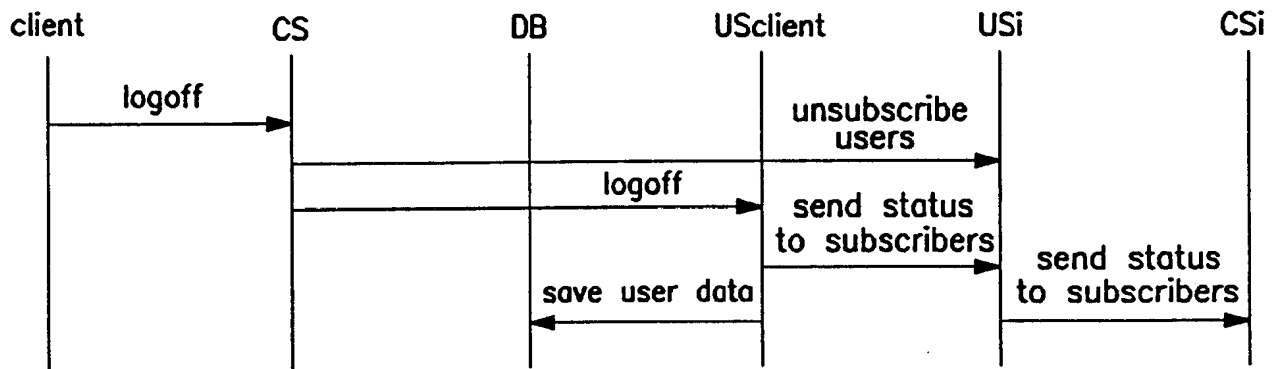 client CS DB USclient USi CSi
logoff
unsubscribe
users
logoff
send status
to subscribers
send status
to subscribers
save user data